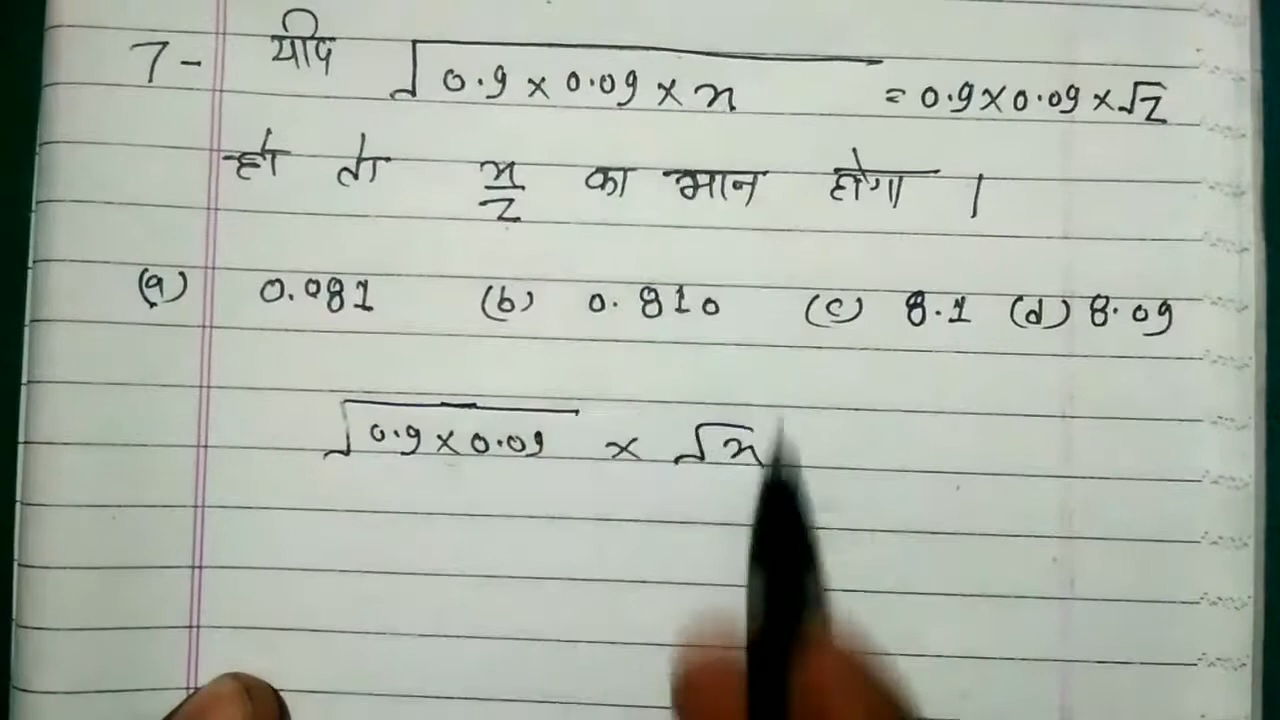 7- यदि √0.9 × 0.09 × x = 0.9 × 0.09 × √z
हो तो x/z का मान होगा ।
(a) 0.081 (b) 0.810 (c) 8.1 (d) 8.09
√0.9 × 0.09 × √x